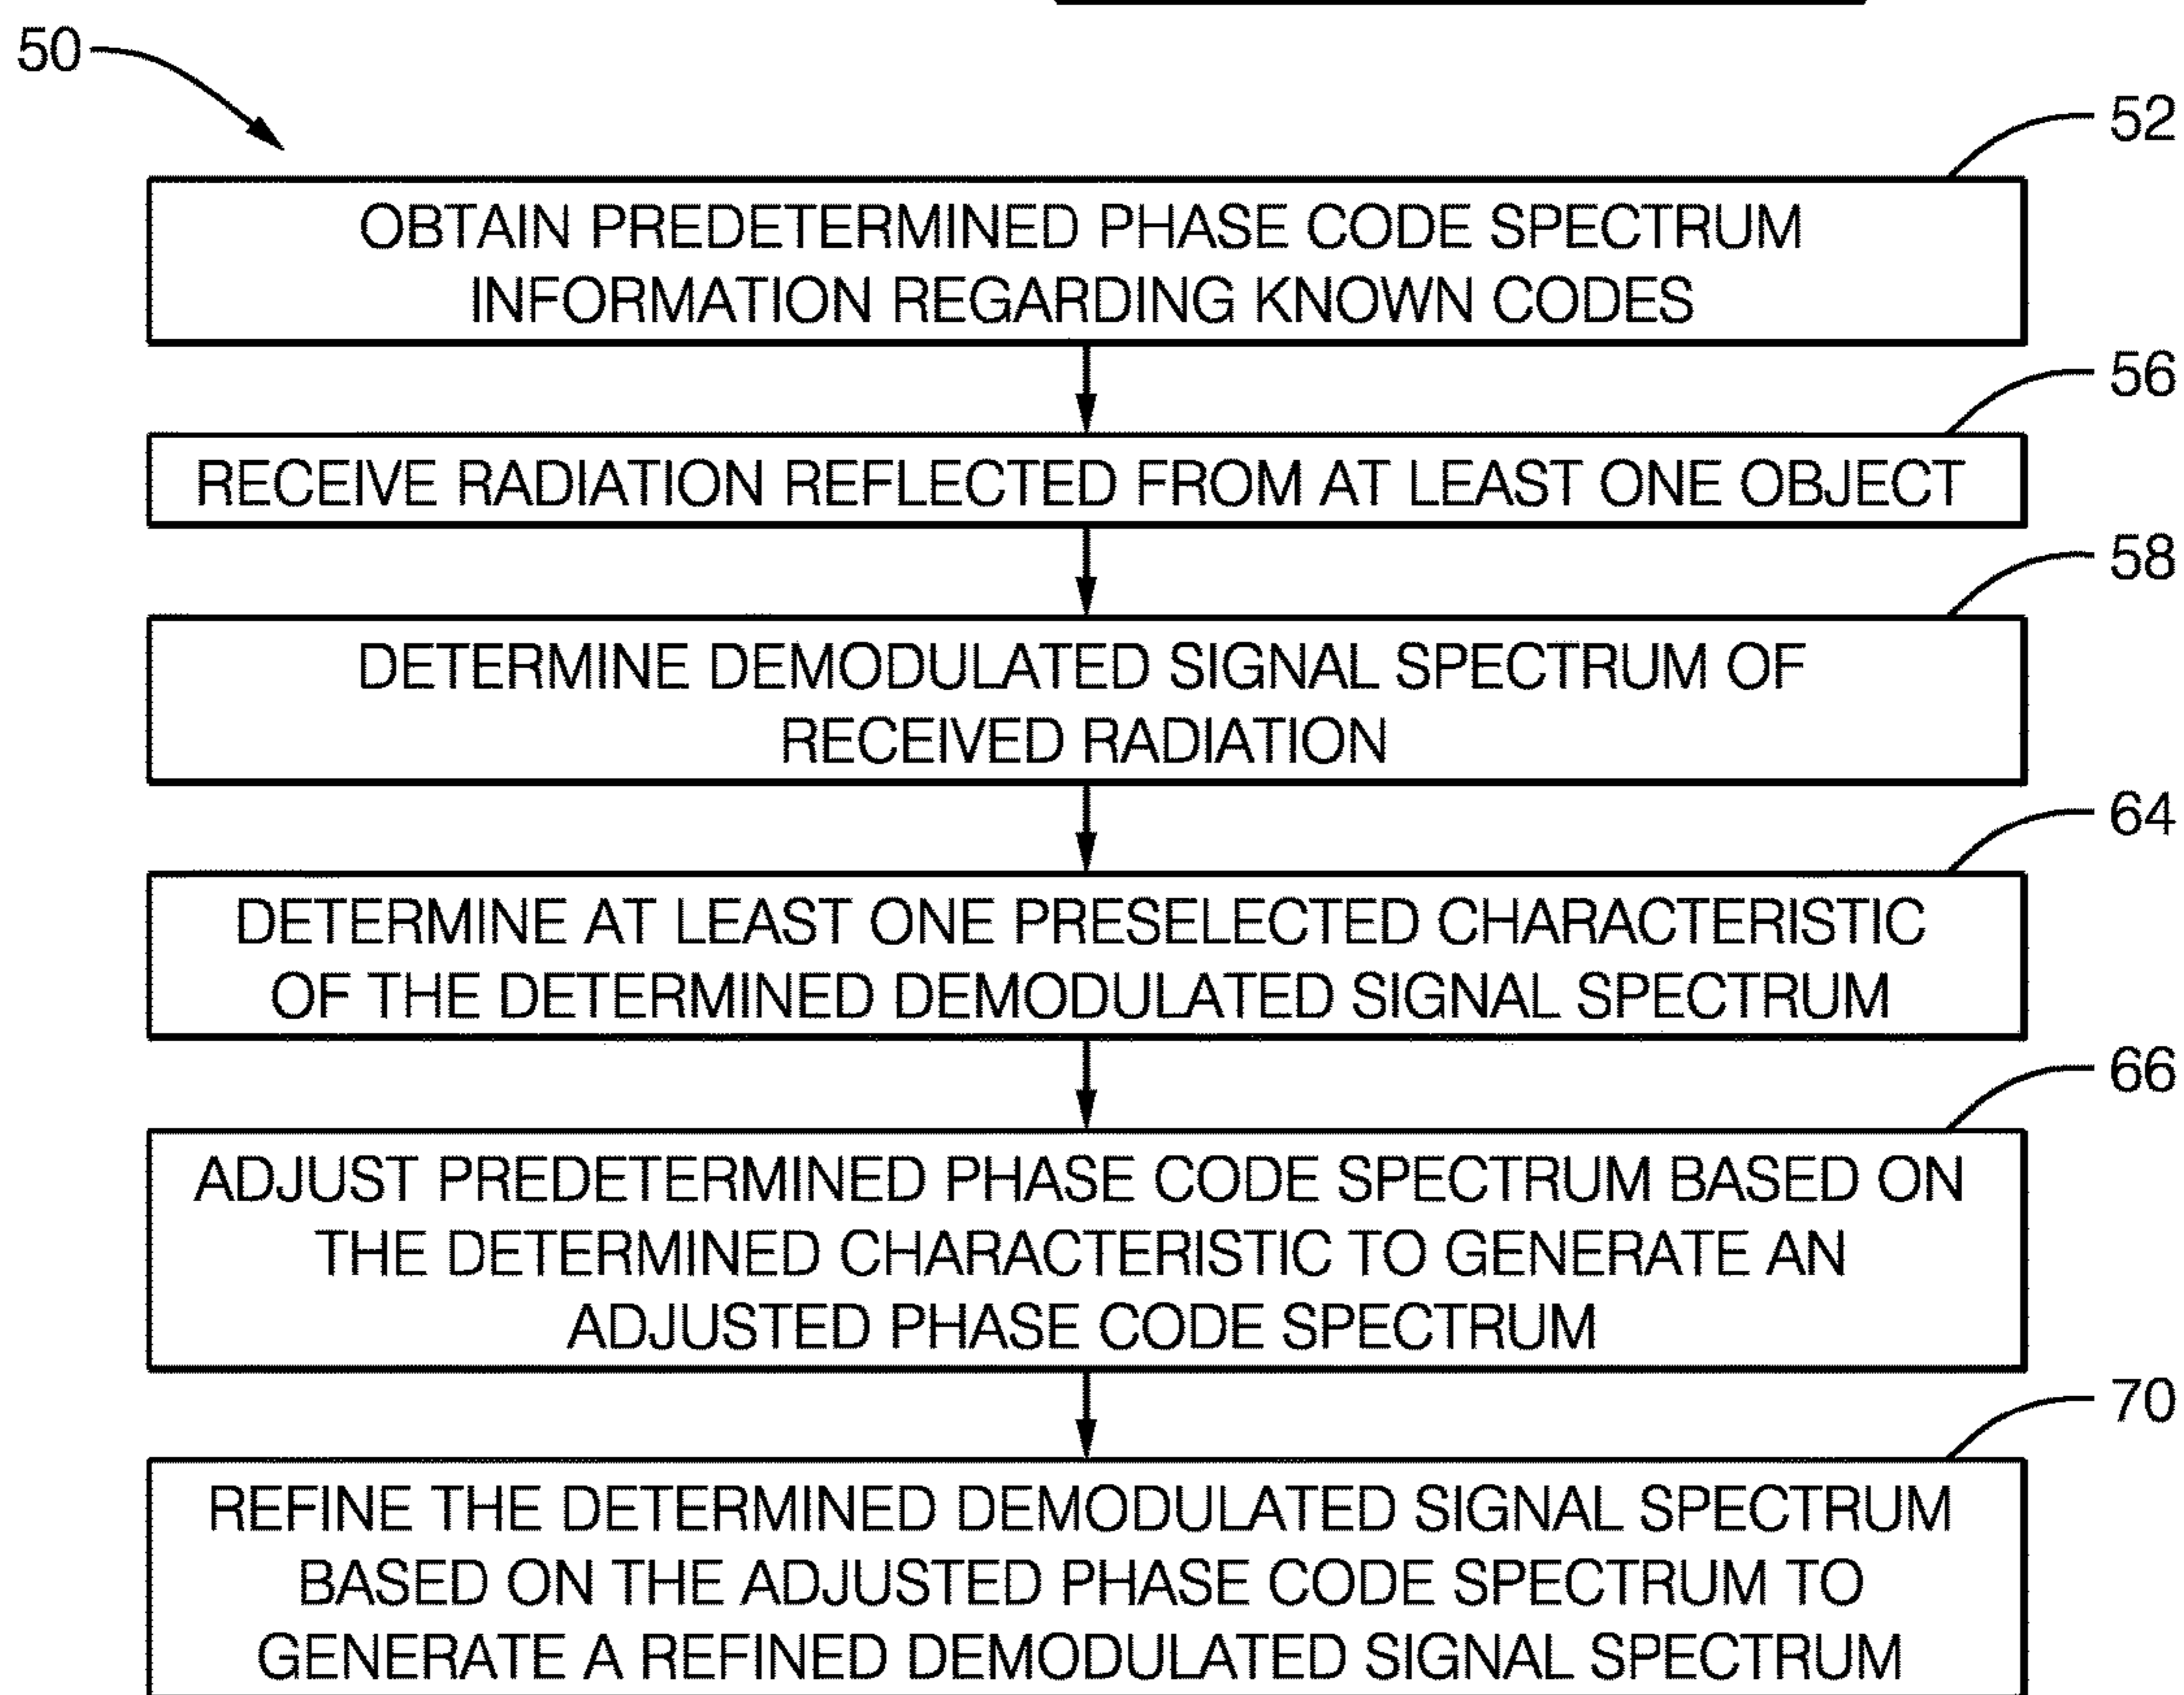 50
52
OBTAIN PREDETERMINED PHASE CODE SPECTRUM
INFORMATION REGARDING KNOWN CODES
56
RECEIVE RADIATION REFLECTED FROM AT LEAST ONE OBJECT
58
DETERMINE DEMODULATED SIGNAL SPECTRUM OF
RECEIVED RADIATION
64
DETERMINE AT LEAST ONE PRESELECTED CHARACTERISTIC
OF THE DETERMINED DEMODULATED SIGNAL SPECTRUM
66
ADJUST PREDETERMINED PHASE CODE SPECTRUM BASED ON
THE DETERMINED CHARACTERISTIC TO GENERATE AN
ADJUSTED PHASE CODE SPECTRUM
70
REFINE THE DETERMINED DEMODULATED SIGNAL SPECTRUM
BASED ON THE ADJUSTED PHASE CODE SPECTRUM TO
GENERATE A REFINED DEMODULATED SIGNAL SPECTRUM